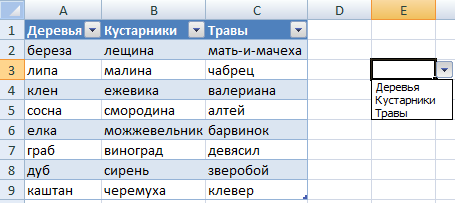 A B C D E
1 Деревья Кустарники Травы
2 береза лещина мать-и-мачеха
3 липа малина чабрец
4 клен ежевика валериана
5 сосна смородина алтей
6 елка можжевельник барвинок
7 граб виноград девясил
8 дуб сирень зверобой
9 каштан черемуха клевер
Деревья
Кустарники
Травы